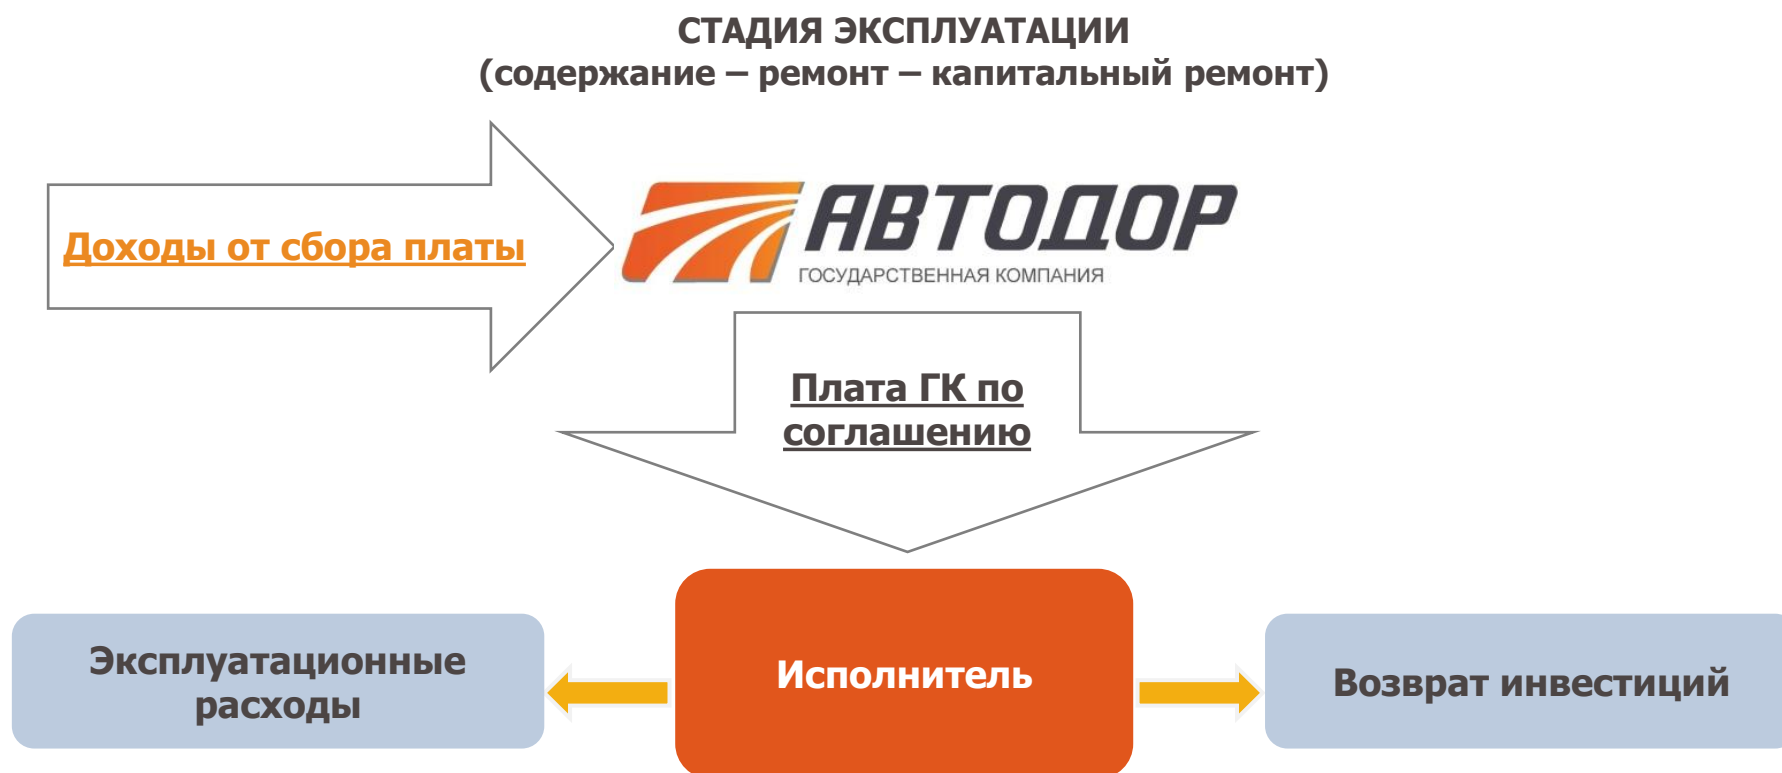 СТАДИЯ ЭКСПЛУАТАЦИИ
(содержание – ремонт – капитальный ремонт)
Доходы от сбора платы
АВТОДОР
ГОСУДАРСТВЕННАЯ КОМПАНИЯ
Плата ГК по
соглашению
Эксплуатационные
расходы
Исполнитель
Возврат инвестиций